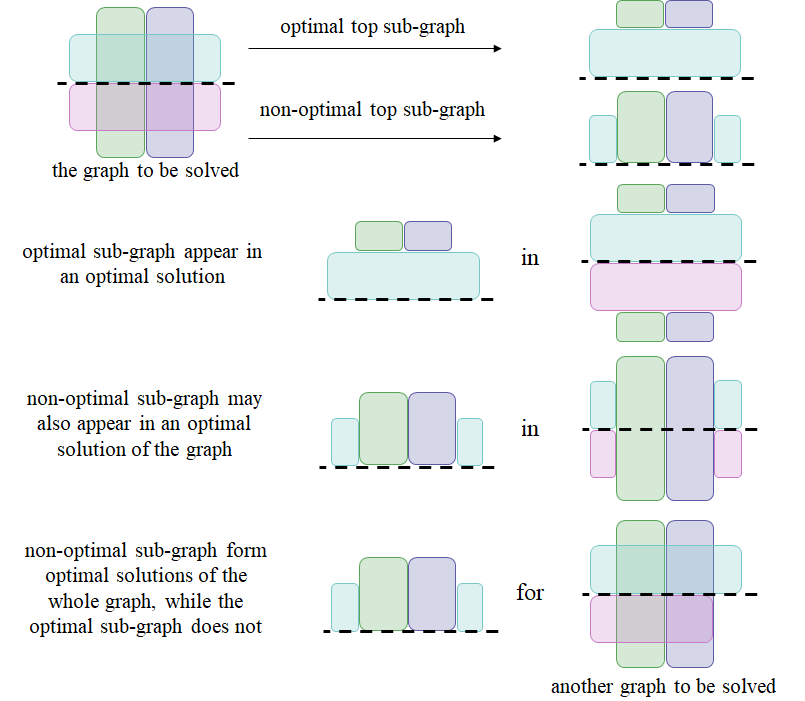 optimal top sub-graph
non-optimal top sub-graph
the graph to be solved
optimal sub-graph appear in
an optimal solution
in
non-optimal sub-graph may
also appear in an optimal
solution of the graph
in
non-optimal sub-graph form
optimal solutions of the
whole graph, while the
optimal sub-graph does not
for
another graph to be solved